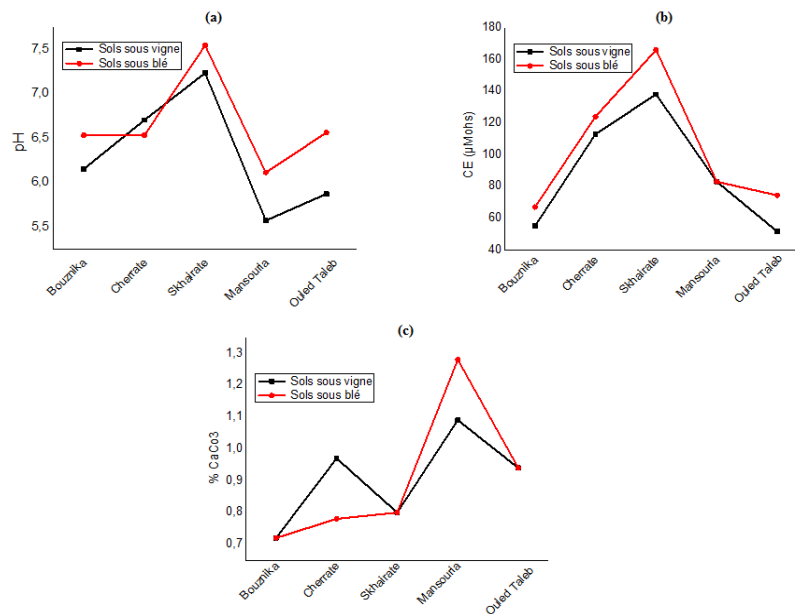 (a)
7,5
7,0
6,5
6,0
5,5
pH
Sols sous vigne
Sols sous blé
Bouznika
Cherrate
Skhairate
Mansouria
Ouled Taleb
(b)
180
160
140
120
100
80
60
40
CE (µMohs)
Sols sous vigne
Sols sous blé
Bouznika
Cherrate
Skhairate
Mansouria
Ouled Taleb
(c)
1,3
1,2
1,1
1,0
0,9
0,8
0,7
% CaCo3
Sols sous vigne
Sols sous blé
Bouznika
Cherrate
Skhairate
Mansouria
Ouled Taleb